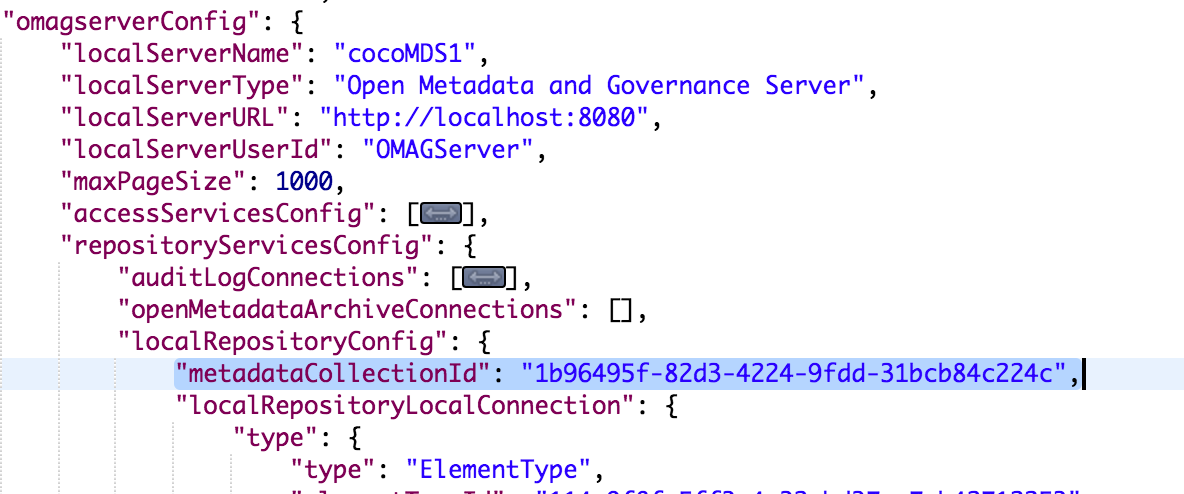 "omagserverConfig": {
"localServerName": "cocoMDS1",
"localServerType": "Open Metadata and Governance Server",
"localServerURL": "http://localhost:8080",
"localServerUserId": "OMAGServer",
"maxPageSize": 1000,
"accessServicesConfig": [],
"repositoryServicesConfig": {
"auditLogConnections": [],
"openMetadataArchiveConnections": [],
"localRepositoryConfig": {
"metadataCollectionId": "1b96495f-82d3-4224-9fdd-31bcb84c224c",
"localRepositoryLocalConnection": {
"type": {
"type": "ElementType",